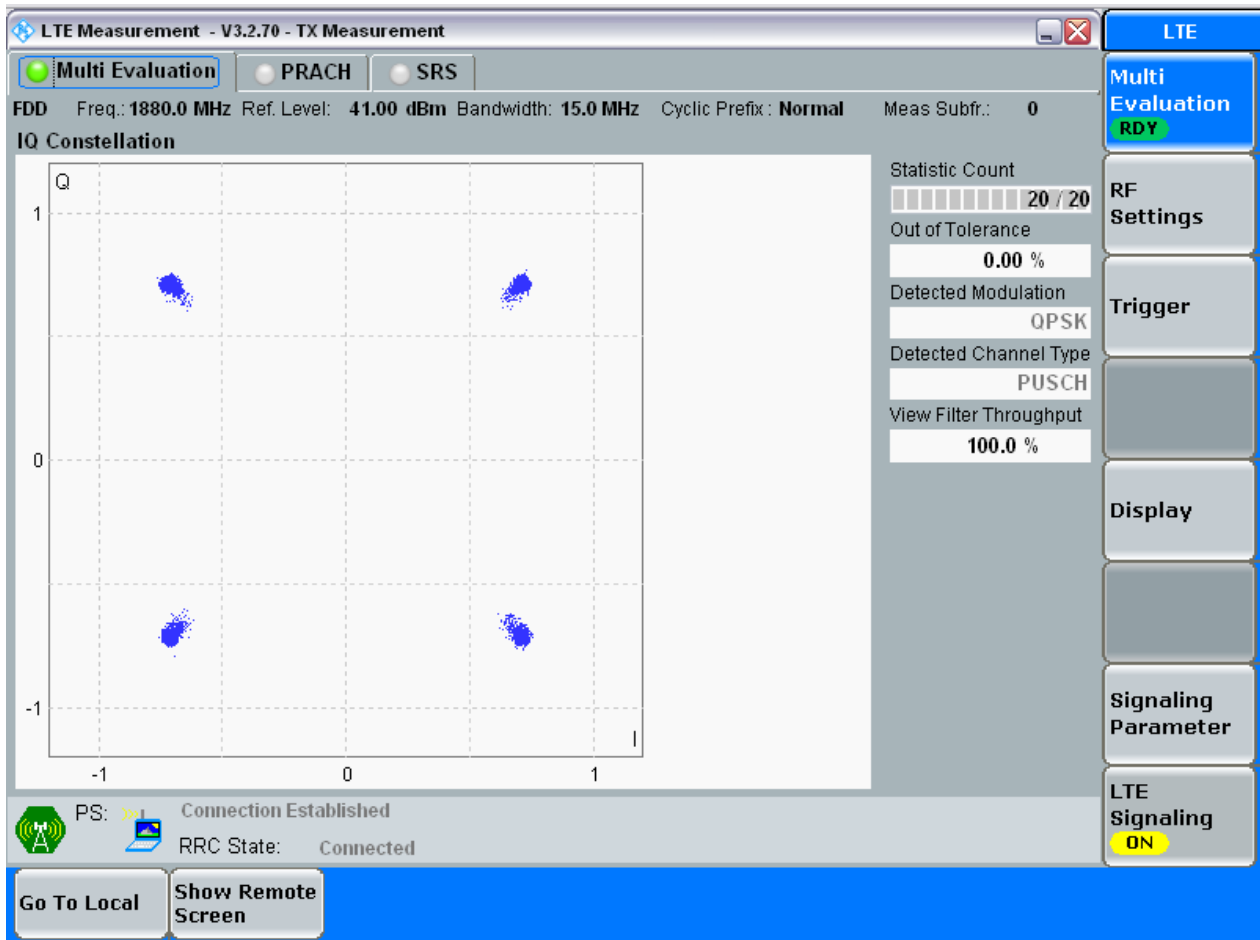 LTE Measurement - V3.2.70 - TX Measurement
LTE
Multi Evaluation
PRACH
SRS
Multi
Evaluation
RDY
FDD Freq.: 1880.0 MHz Ref. Level: 41.00 dBm Bandwidth: 15.0 MHz Cyclic Prefix : Normal Meas Subfr.: 0
IQ Constellation
Q
1
0
-1
I
-1 0 1
Statistic Count
20 / 20
Out of Tolerance
0.00 %
Detected Modulation
QPSK
Detected Channel Type
PUSCH
View Filter Throughput
100.0 %
RF
Settings
Trigger
Display
Signaling
Parameter
LTE
Signaling
ON
PS: Connection Established
RRC State: Connected
Go To Local
Show Remote
Screen